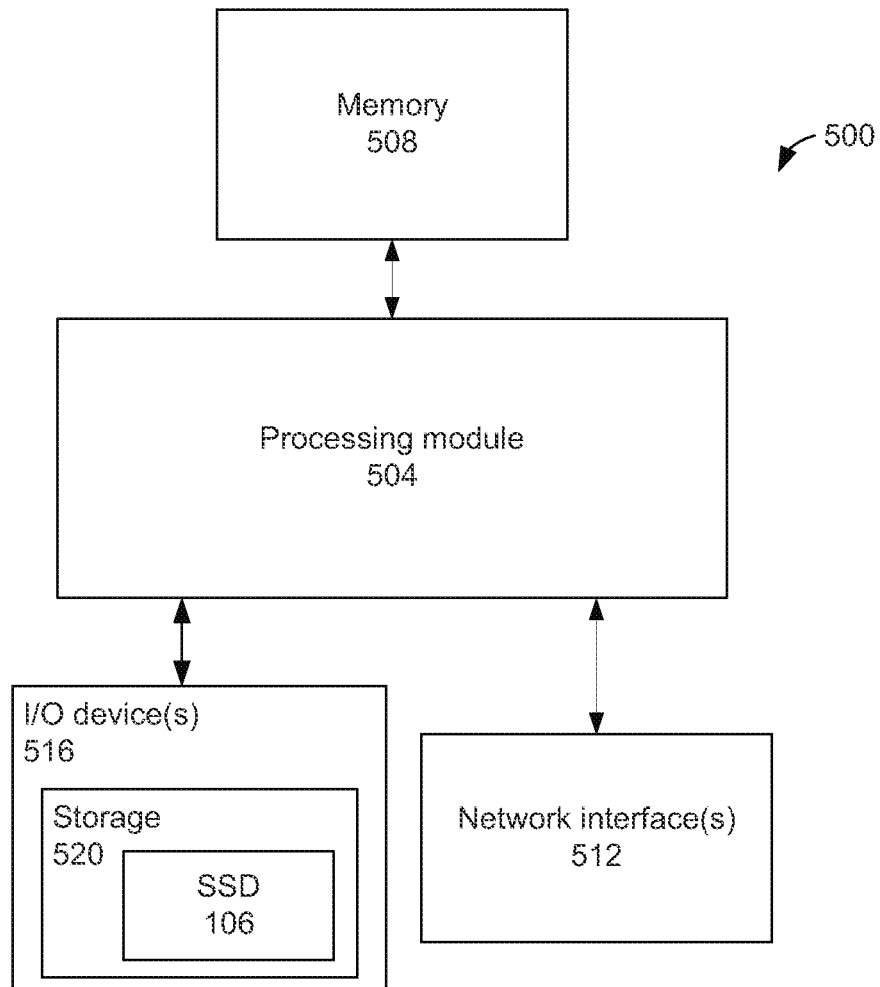 Memory
508
500
Processing module
504
I/O device(s)
516
Storage
520
SSD
106
Network interface(s)
512